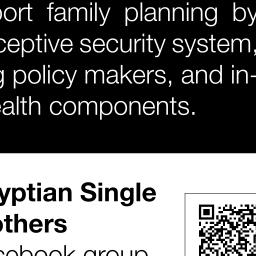 port family planning by
ceptive security system,
g policy makers, and in-
ealth components.
yptian Single
others
cebook group